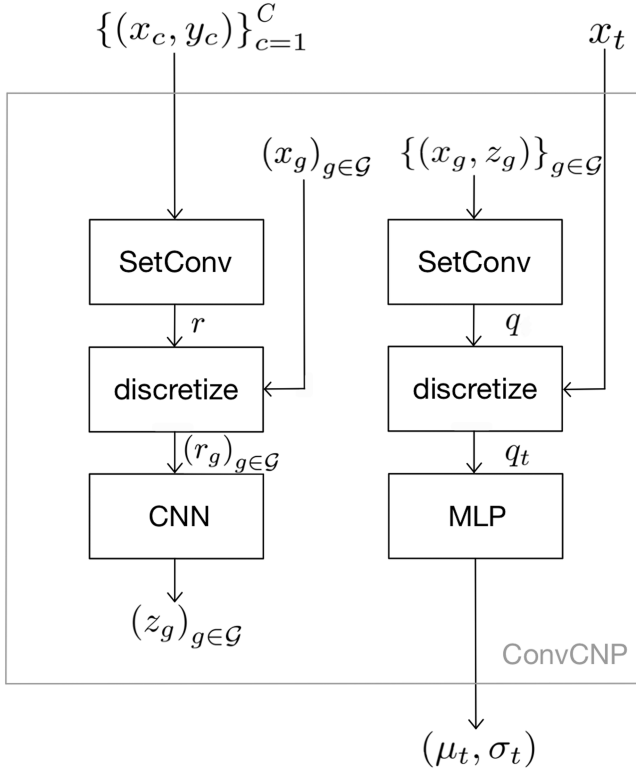 {(x_c, y_c)}_{c=1}^{C}
x_t
(x_g)_{g∈𝒢}
{(x_g, z_g)}_{g∈𝒢}
SetConv
SetConv
r
q
discretize
discretize
(r_g)_{g∈𝒢}
q_t
CNN
MLP
(z_g)_{g∈𝒢}
ConvCNP
(μ_t, σ_t)